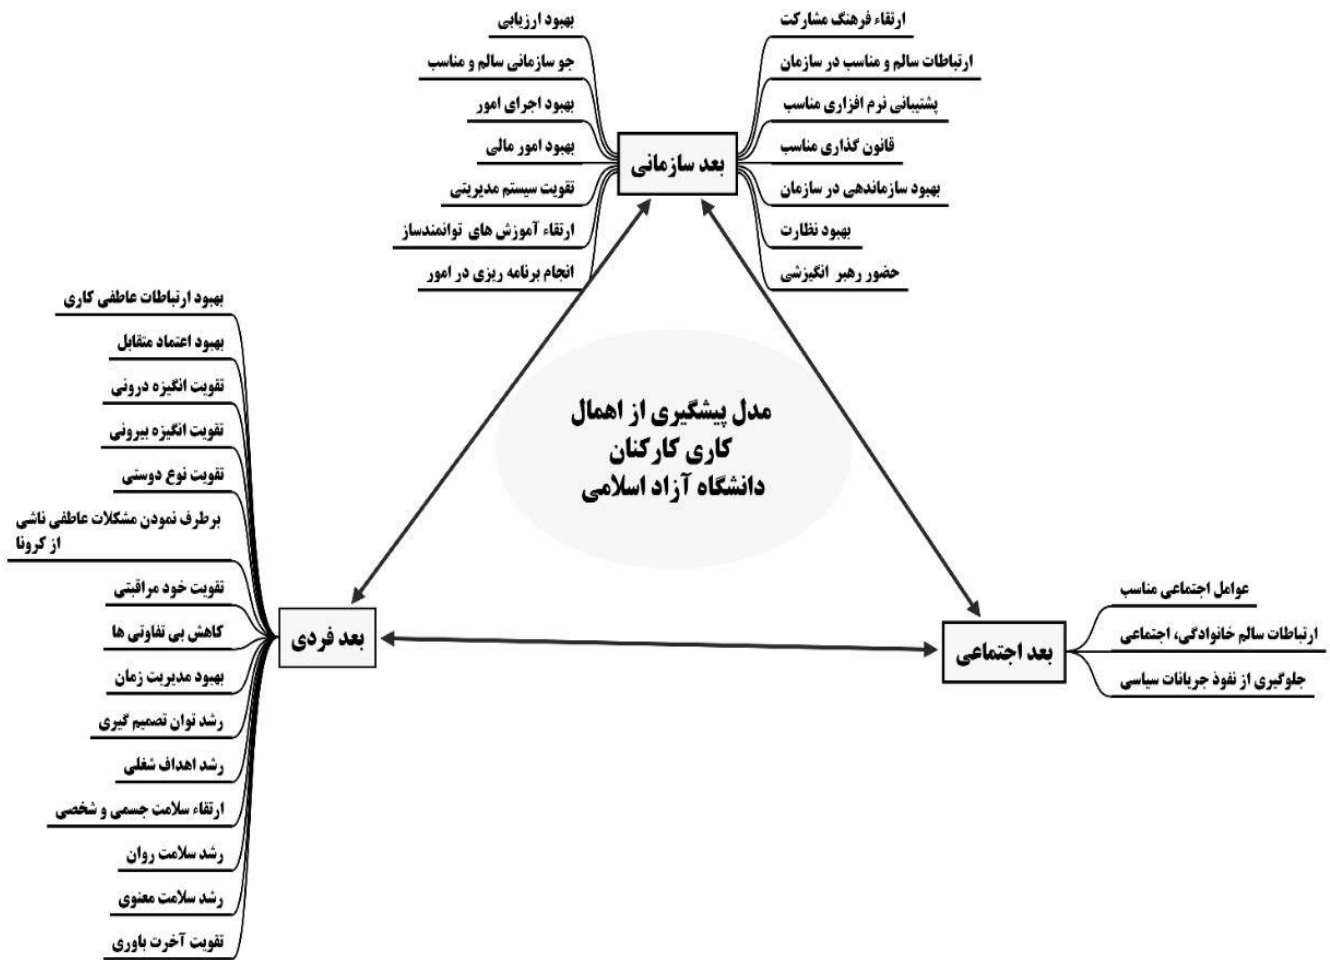 ارتقاء فرهنگ مشارکت
ارتباطات سالم و مناسب در سازمان
پشتیبانی نرم افزاری مناسب
قانون گذاری مناسب
بهبود سازماندهی در سازمان
بهبود نظارت
حضور رهبر انگیزشی
بعد سازمانی
بهبود ارزیابی
جو سازمانی سالم و مناسب
بهبود اجرای امور
بهبود امور مالی
تقویت سیستم مدیریتی
ارتقاء آموزش های توانمندساز
انجام برنامه ریزی در امور
مدل پیشگیری از اهمال
کاری کارکنان
دانشگاه آزاد اسلامی
عوامل اجتماعی مناسب
ارتباطات سالم خانوادگی، اجتماعی
جلوگیری از نفوذ جریانات سیاسی
بعد اجتماعی
بعد فردی
بهبود ارتباطات عاطفی کاری
بهبود اعتماد متقابل
تقویت انگیزه درونی
تقویت انگیزه بیرونی
تقویت نوع دوستی
برطرف نمودن مشکلات عاطفی ناشی
از کرونا
تقویت خود مراقبتی
کاهش بی تفاوتی ها
بهبود مدیریت زمان
رشد توان تصمیم گیری
رشد اهداف شغلی
ارتقاء سلامت جسمی و شخصی
رشد سلامت روان
رشد سلامت معنوی
تقویت آخرت باوری